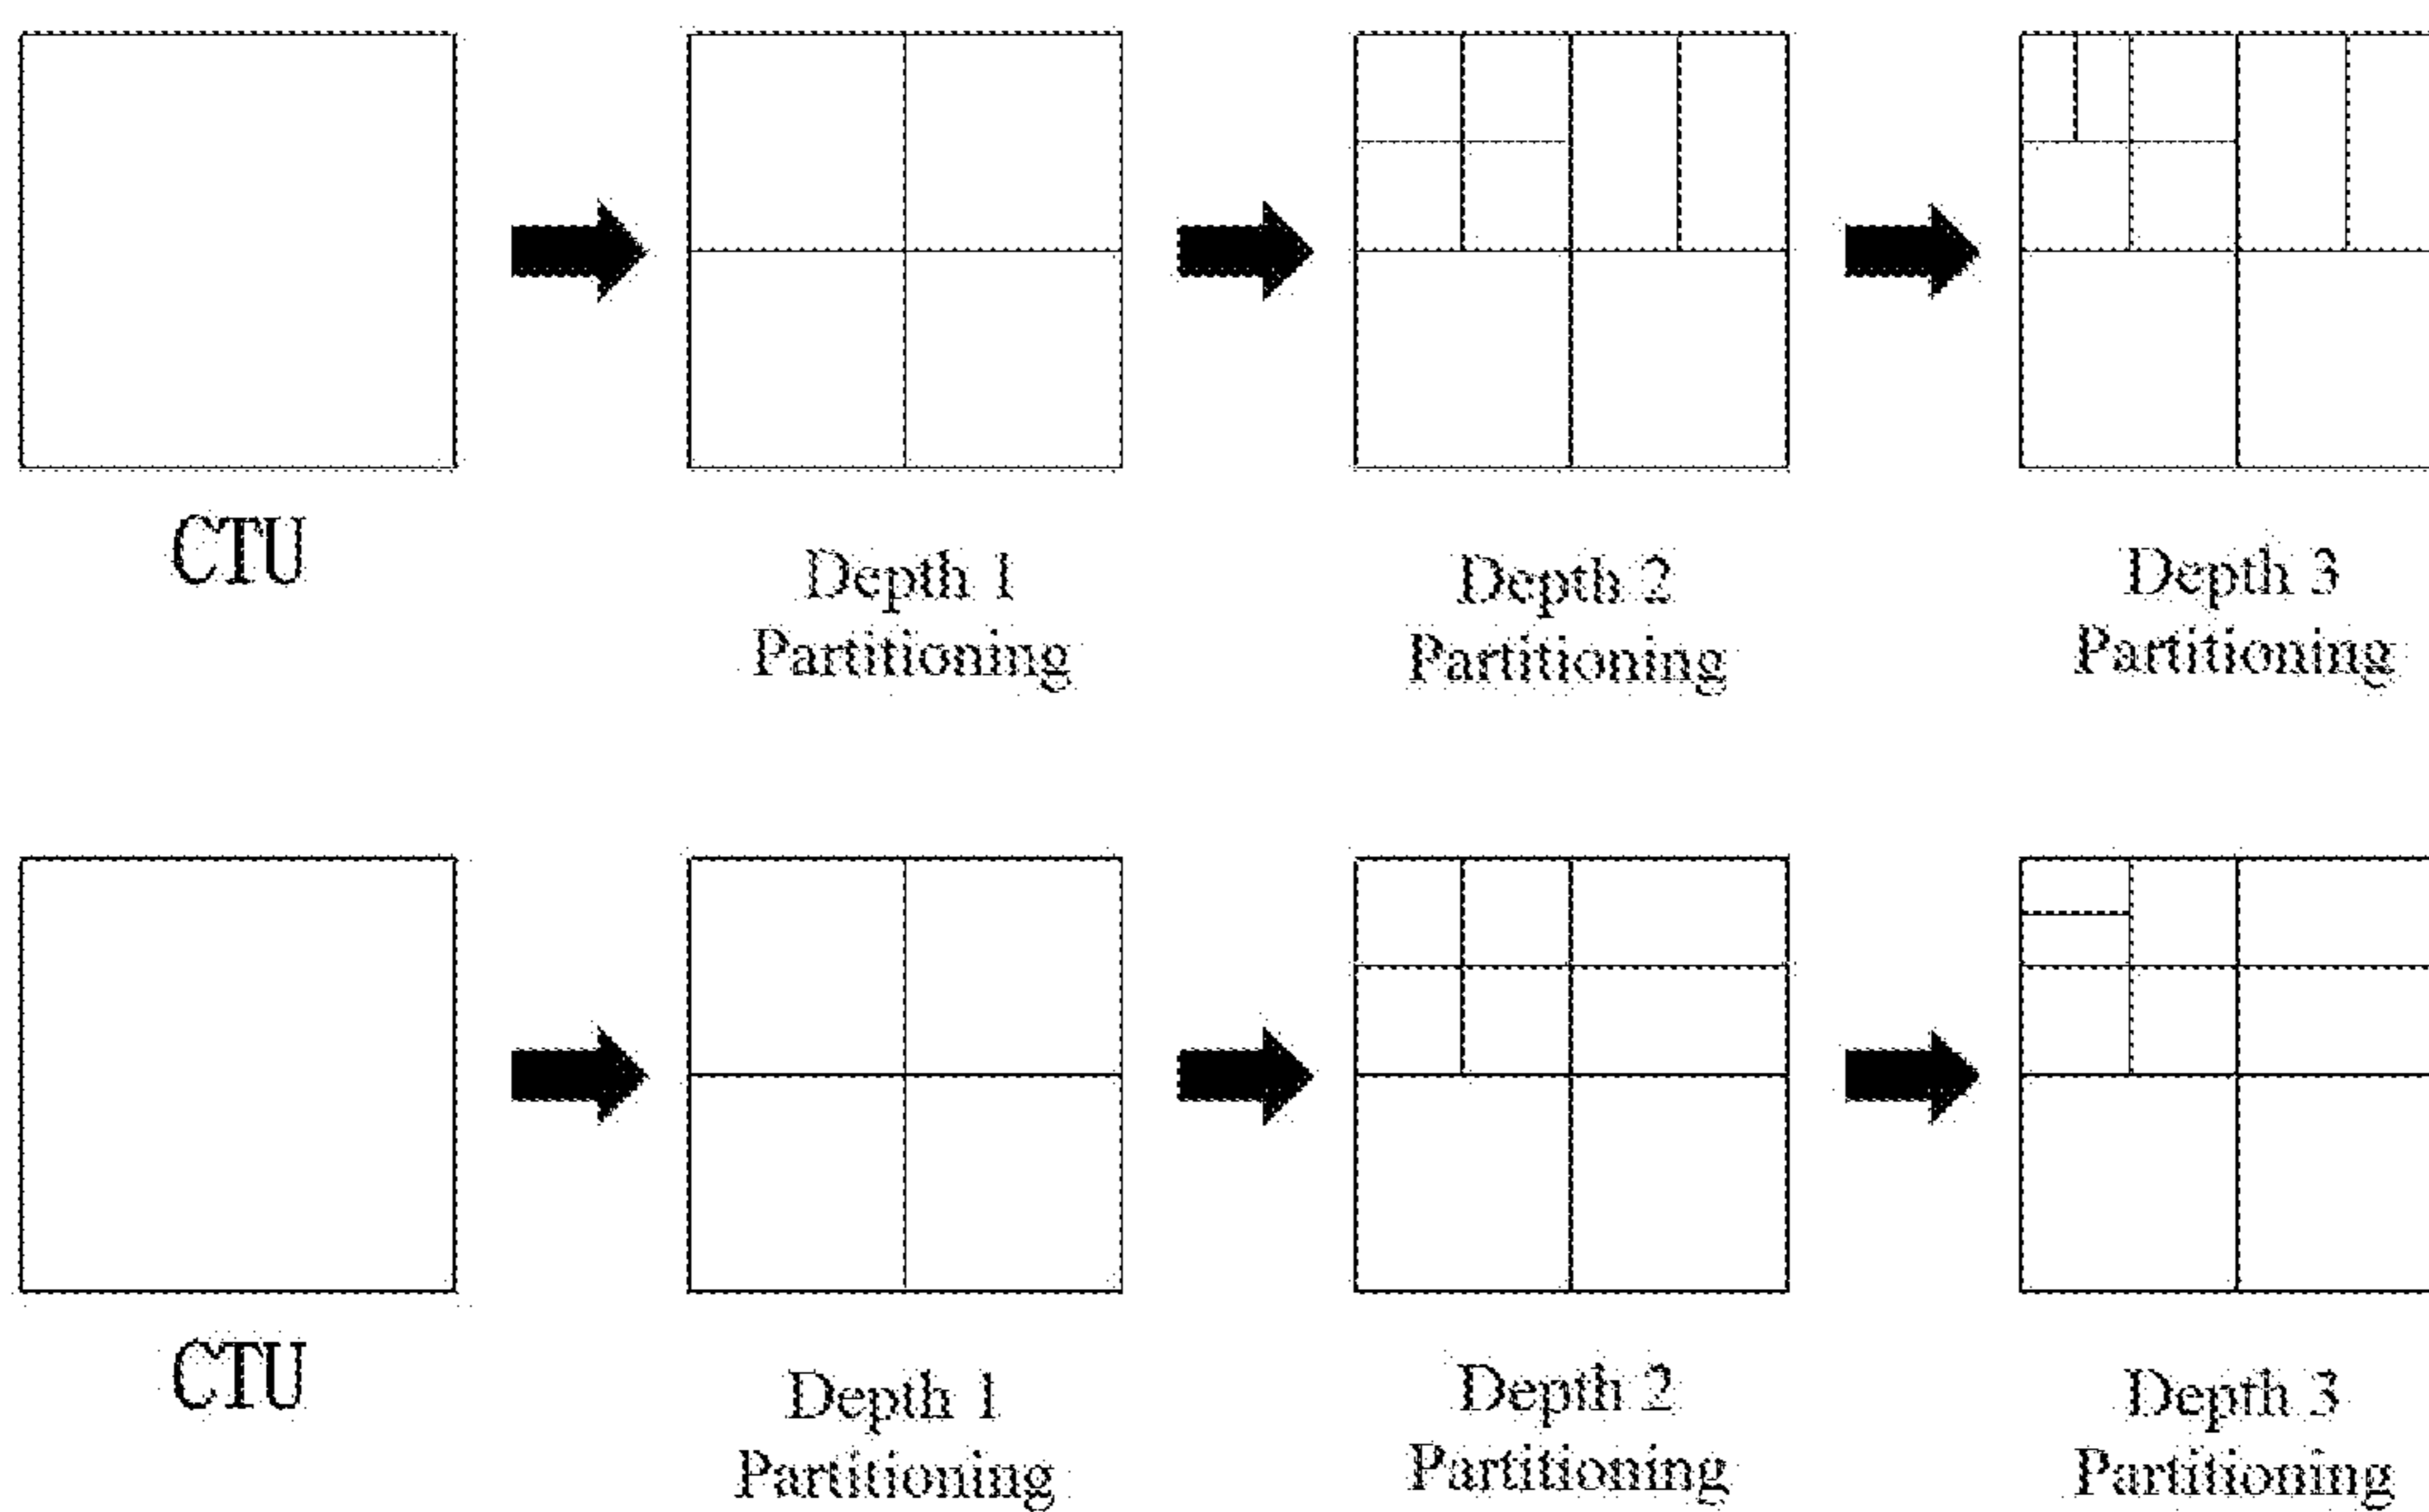 CTU
Depth 1
Partitioning
Depth 2
Partitioning
Depth 3
Partitioning
CTU
Depth 1
Partitioning
Depth 2
Partitioning
Depth 3
Partitioning